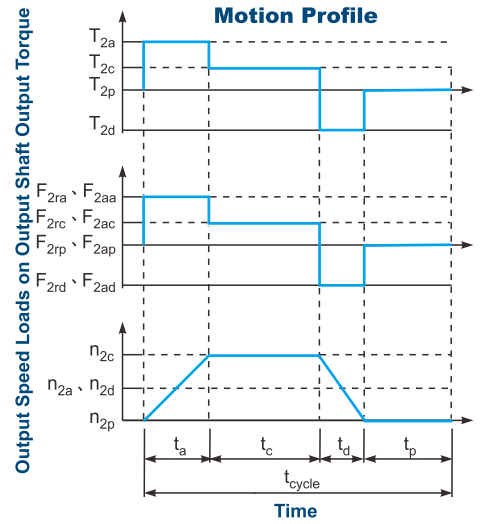 Motion Profile
Output Speed Loads on Output Shaft Output Torque
T2a
T2c
T2p
T2d
F2ra、F2aa
F2rc、F2ac
F2rp、F2ap
F2rd、F2ad
n2c
n2a、n2d
n2p
ta
tc
td
tp
tcycle
Time